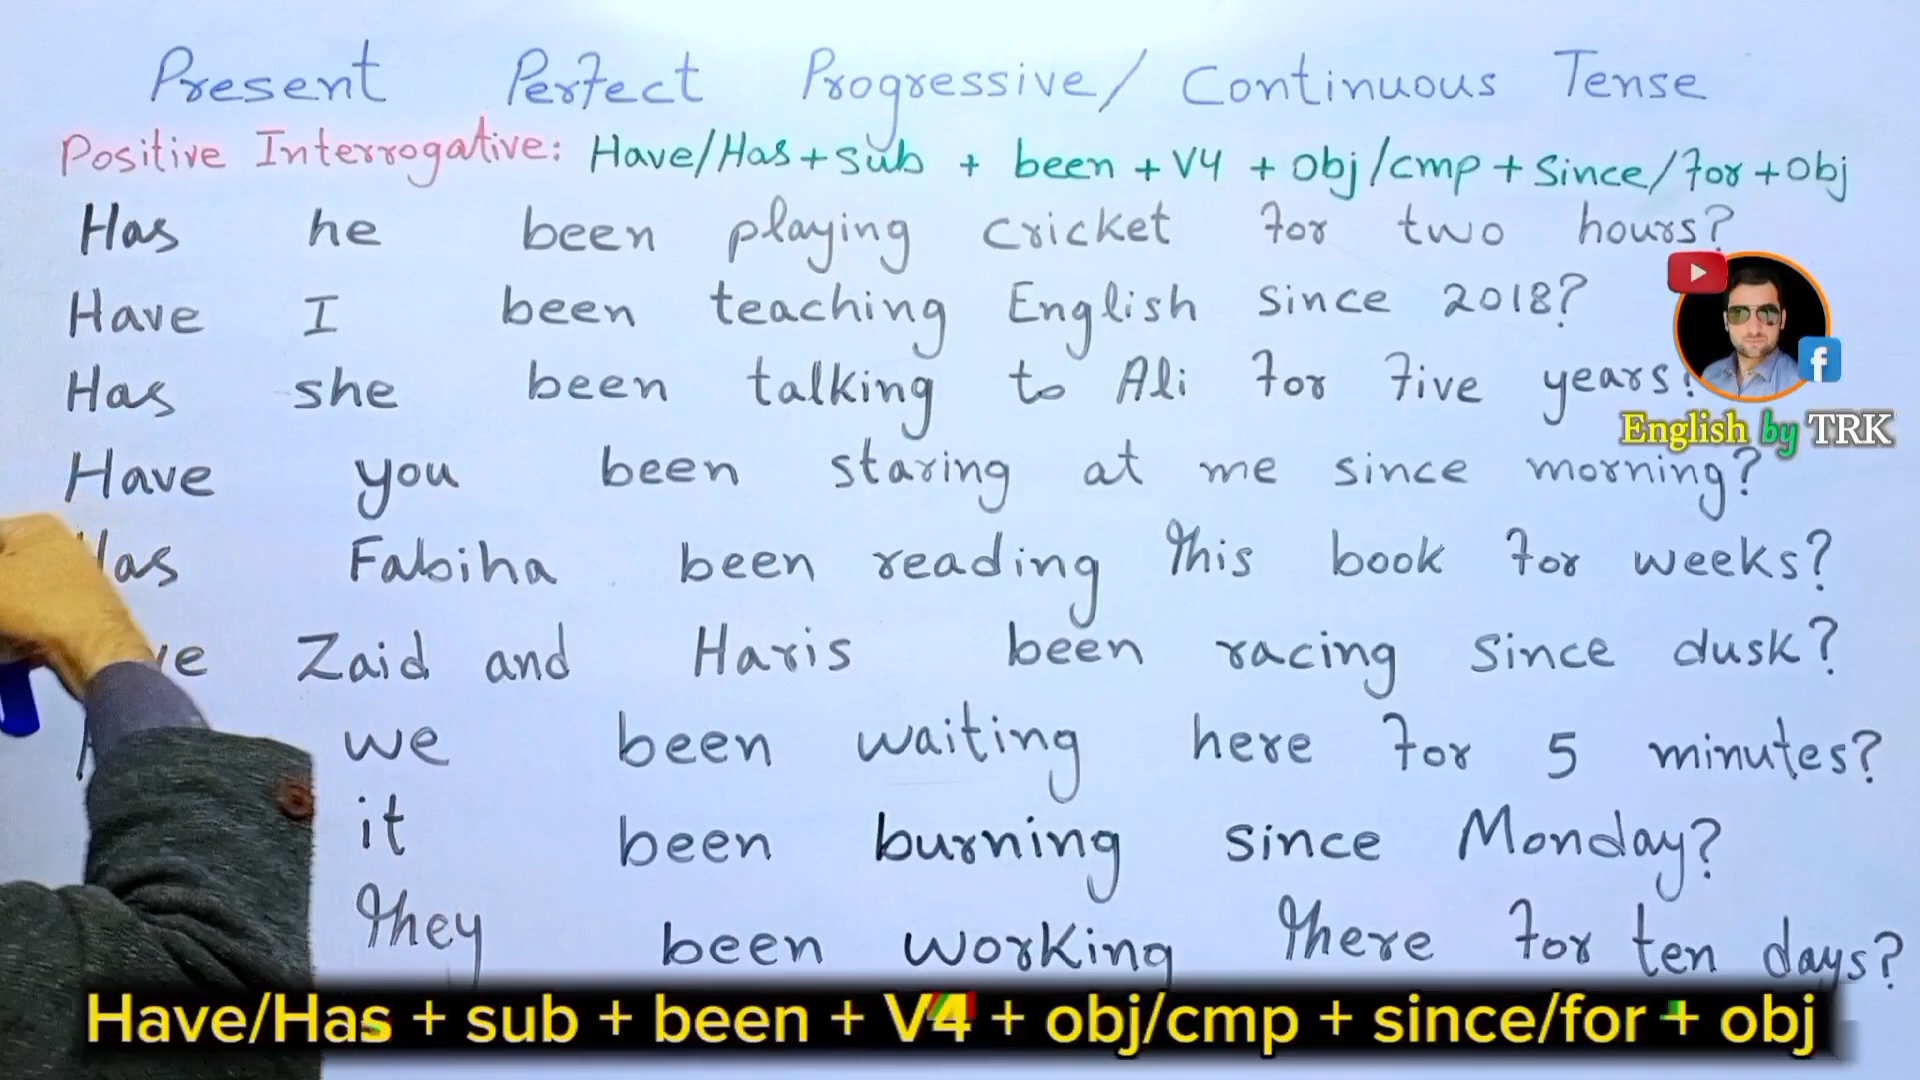 Present Perfect Progressive/ Continuous Tense
Positive Interrogative: Have/Has + sub + been + V4 + obj/cmp + since/for + obj
Has he been playing cricket for two hours?
Have I been teaching English since 2018?
Has she been talking to Ali for five years?
English by TRK
Have you been staring at me since morning?
Has Fabiha been reading this book for weeks?
Zaid and Haris been racing since dusk?
we been waiting here for 5 minutes?
it been burning since Monday?
they been working there for ten days?
Have/Has + sub + been + V4 + obj/cmp + since/for + obj